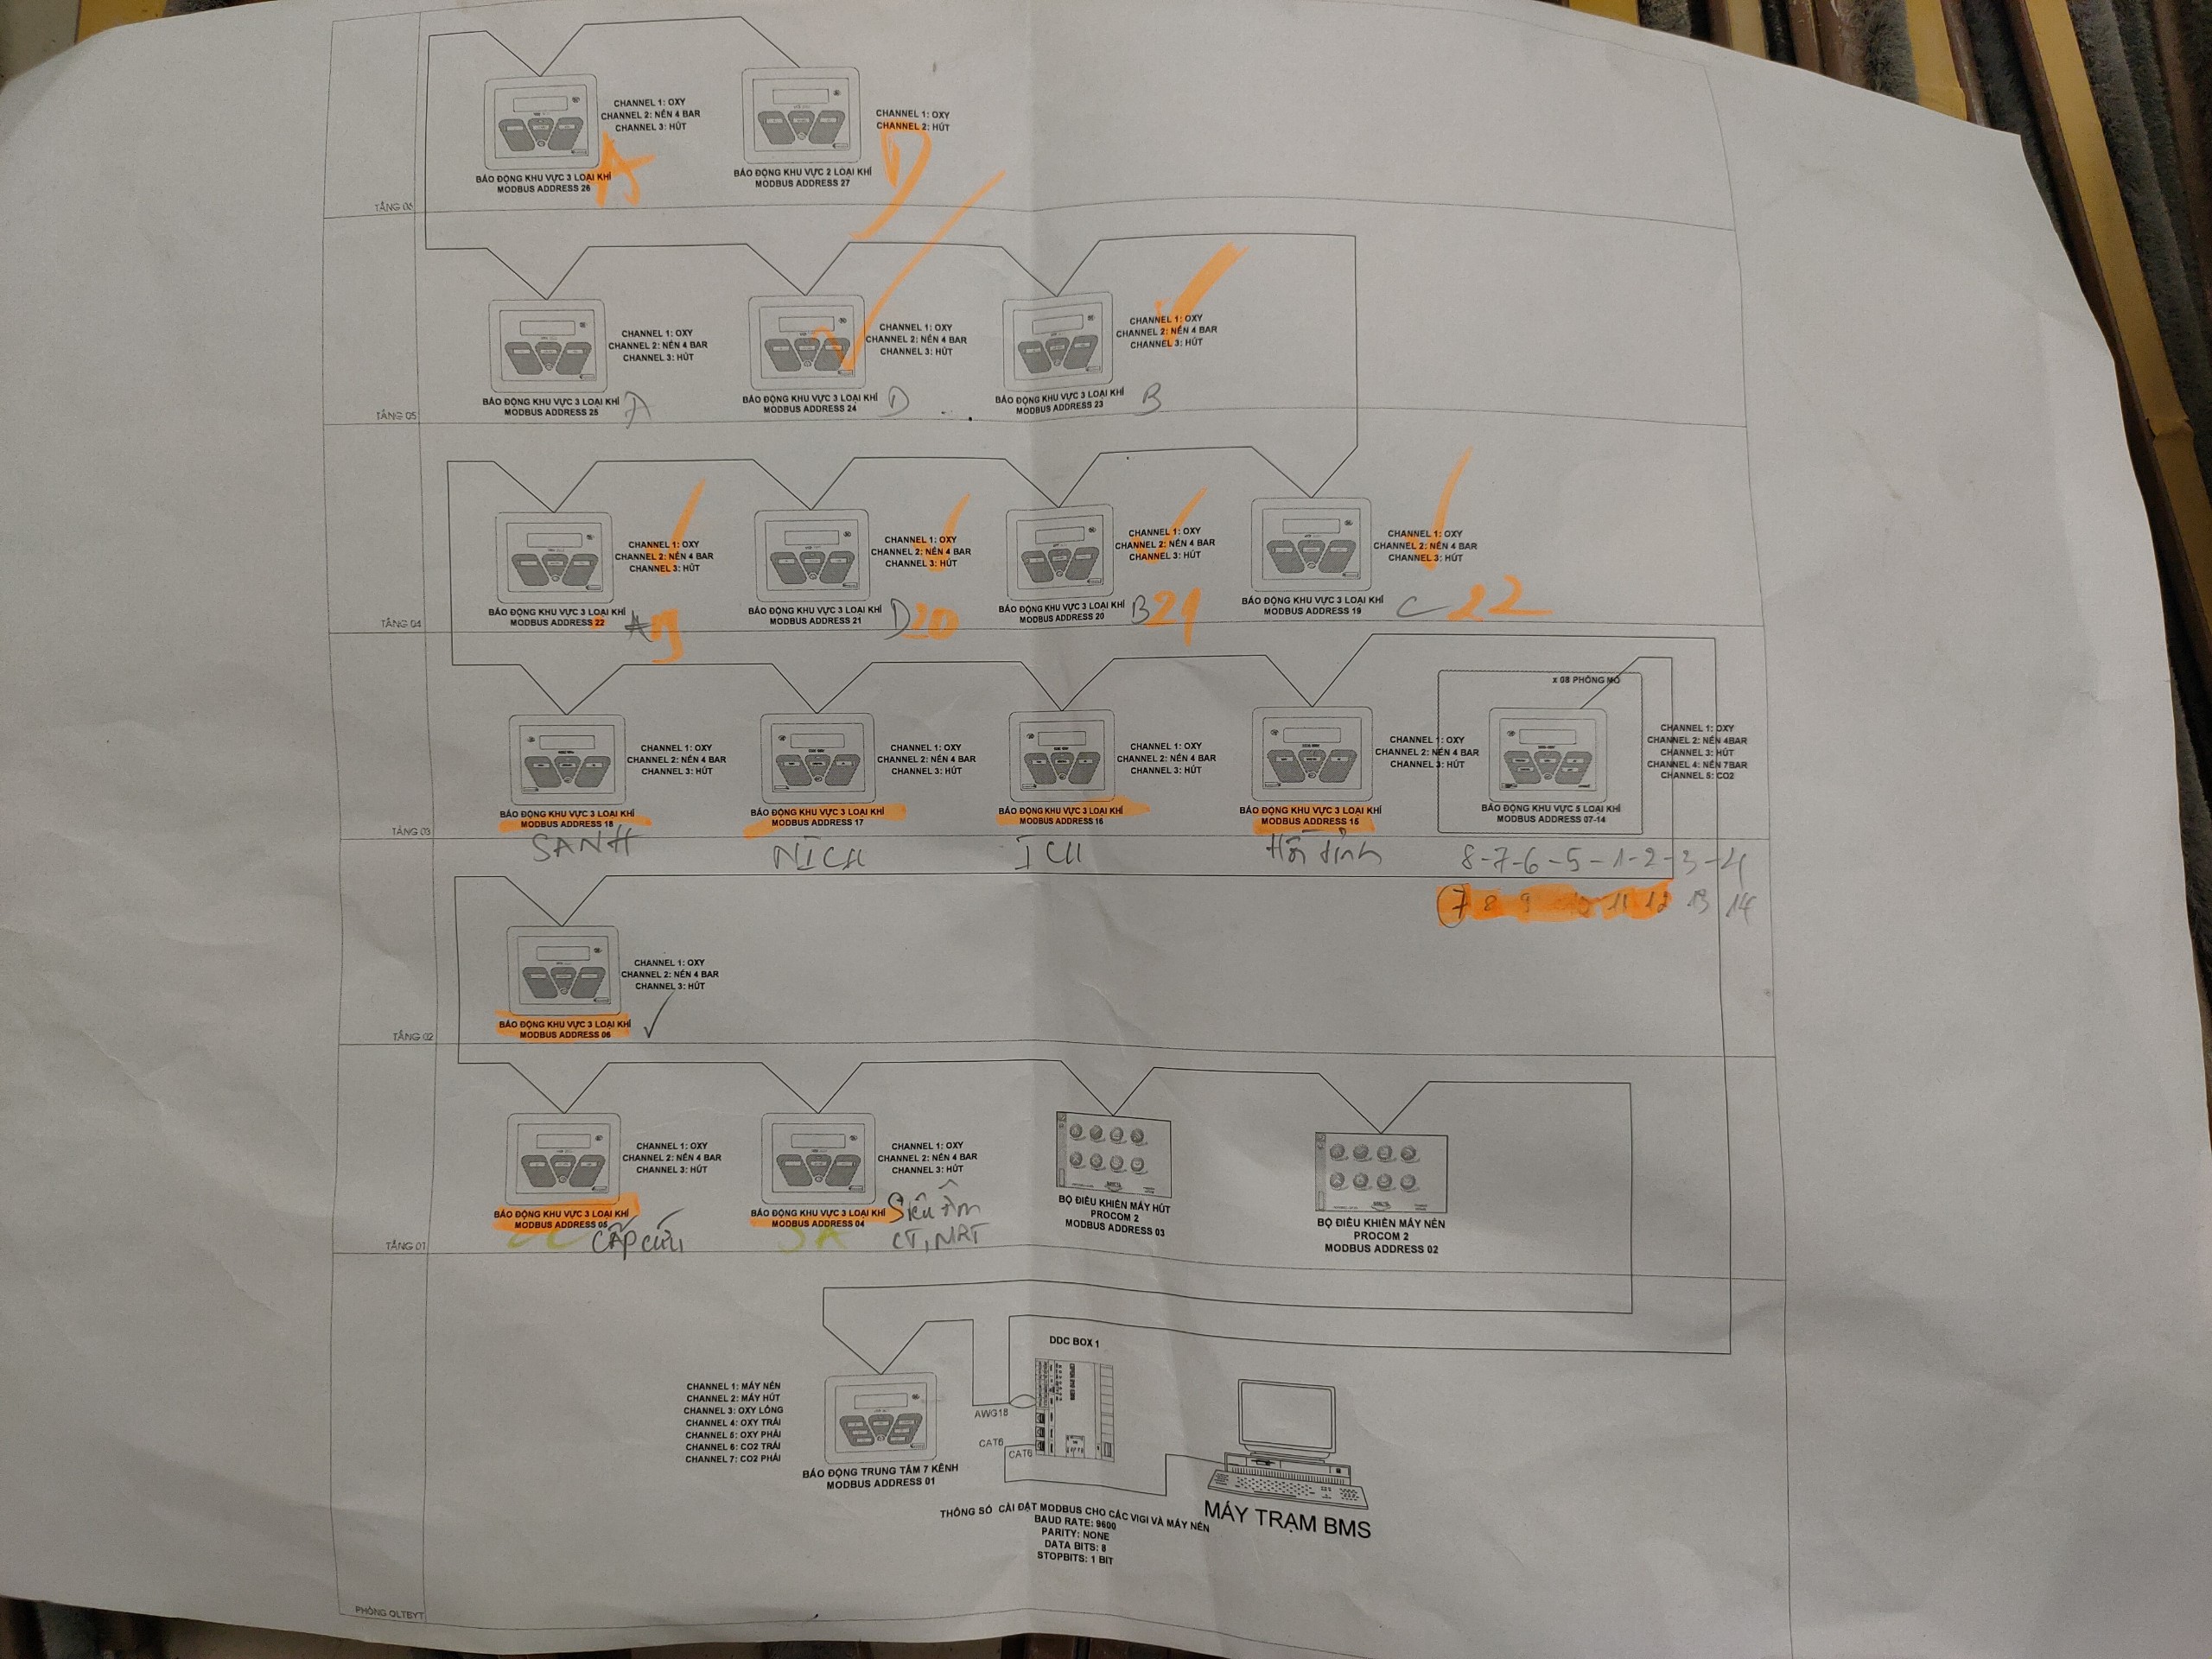 CHANNEL 1: OXY
CHANNEL 2: NÉN 4 BAR
CHANNEL 3: HÚT
BÁO ĐỘNG KHU VỰC 3 LOẠI KHÍ
MODBUS ADDRESS 26
A
CHANNEL 1: OXY
CHANNEL 2: HÚT
BÁO ĐỘNG KHU VỰC 2 LOẠI KHÍ
MODBUS ADDRESS 27
D
TẦNG 06
CHANNEL 1: OXY
CHANNEL 2: NÉN 4 BAR
CHANNEL 3: HÚT
BÁO ĐỘNG KHU VỰC 3 LOẠI KHÍ
MODBUS ADDRESS 25
A
CHANNEL 1: OXY
CHANNEL 2: NÉN 4 BAR
CHANNEL 3: HÚT
BÁO ĐỘNG KHU VỰC 3 LOẠI KHÍ
MODBUS ADDRESS 24
D
CHANNEL 1: OXY
CHANNEL 2: NÉN 4 BAR
CHANNEL 3: HÚT
BÁO ĐỘNG KHU VỰC 3 LOẠI KHÍ
MODBUS ADDRESS 23
B
TẦNG 05
CHANNEL 1: OXY
CHANNEL 2: NÉN 4 BAR
CHANNEL 3: HÚT
BÁO ĐỘNG KHU VỰC 3 LOẠI KHÍ
MODBUS ADDRESS 22
CHANNEL 1: OXY
CHANNEL 2: NÉN 4 BAR
CHANNEL 3: HÚT
BÁO ĐỘNG KHU VỰC 3 LOẠI KHÍ
MODBUS ADDRESS 21
D 20
CHANNEL 1: OXY
CHANNEL 2: NÉN 4 BAR
CHANNEL 3: HÚT
BÁO ĐỘNG KHU VỰC 3 LOẠI KHÍ
MODBUS ADDRESS 20
B 21
CHANNEL 1: OXY
CHANNEL 2: NÉN 4 BAR
CHANNEL 3: HÚT
BÁO ĐỘNG KHU VỰC 3 LOẠI KHÍ
MODBUS ADDRESS 19
C 22
TẦNG 04
CHANNEL 1: OXY
CHANNEL 2: NÉN 4 BAR
CHANNEL 3: HÚT
BÁO ĐỘNG KHU VỰC 3 LOẠI KHÍ
MODBUS ADDRESS 18
SANH
CHANNEL 1: OXY
CHANNEL 2: NÉN 4 BAR
CHANNEL 3: HÚT
BÁO ĐỘNG KHU VỰC 3 LOẠI KHÍ
MODBUS ADDRESS 17
NICU
CHANNEL 1: OXY
CHANNEL 2: NÉN 4 BAR
CHANNEL 3: HÚT
BÁO ĐỘNG KHU VỰC 3 LOẠI KHÍ
MODBUS ADDRESS 16
ICU
CHANNEL 1: OXY
CHANNEL 2: NÉN 4 BAR
CHANNEL 3: HÚT
BÁO ĐỘNG KHU VỰC 3 LOẠI KHÍ
MODBUS ADDRESS 15
Hồi tỉnh
x 08 PHÒNG MỔ
CHANNEL 1: OXY
CHANNEL 2: NÉN 4BAR
CHANNEL 3: HÚT
CHANNEL 4: NÉN 7BAR
CHANNEL 5: CO2
BÁO ĐỘNG KHU VỰC 5 LOẠI KHÍ
MODBUS ADDRESS 07-14
TẦNG 03
8-7-6-5-1-2-3-4
7 8 9 10 11 12 13 14
CHANNEL 1: OXY
CHANNEL 2: NÉN 4 BAR
CHANNEL 3: HÚT
BÁO ĐỘNG KHU VỰC 3 LOẠI KHÍ
MODBUS ADDRESS 06
TẦNG 02
CHANNEL 1: OXY
CHANNEL 2: NÉN 4 BAR
CHANNEL 3: HÚT
BÁO ĐỘNG KHU VỰC 3 LOẠI KHÍ
MODBUS ADDRESS 05
CẤP CỨU
CHANNEL 1: OXY
CHANNEL 2: NÉN 4 BAR
CHANNEL 3: HÚT
BÁO ĐỘNG KHU VỰC 3 LOẠI KHÍ
MODBUS ADDRESS 04
SA
Siêu Âm
CT, MRT
BỘ ĐIỀU KHIỂN MÁY HÚT
PROCOM 2
MODBUS ADDRESS 03
BỘ ĐIỀU KHIỂN MÁY NÉN
PROCOM 2
MODBUS ADDRESS 02
TẦNG 01
DDC BOX 1
CHANNEL 1: MÁY NÉN
CHANNEL 2: MÁY HÚT
CHANNEL 3: OXY LỎNG
CHANNEL 4: OXY TRÁI
CHANNEL 5: OXY PHẢI
CHANNEL 6: CO2 TRÁI
CHANNEL 7: CO2 PHẢI
BÁO ĐỘNG TRUNG TÂM 7 KÊNH
MODBUS ADDRESS 01
AWG18
CAT6
CAT6
MÁY TRẠM BMS
THÔNG SỐ CÀI ĐẶT MODBUS CHO CÁC VIGI VÀ MÁY NÉN
BAUD RATE: 9600
PARITY: NONE
DATA BITS: 8
STOPBITS: 1 BIT
PHÒNG OLTBYT